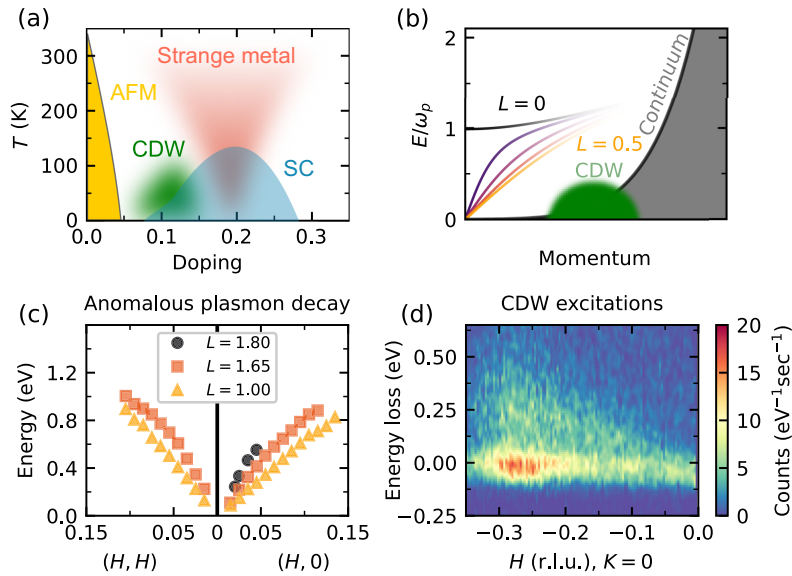 (a)
Strange metal
AFM
CDW
SC
T (K)
300
200
100
0
0.0
0.1
0.2
0.3
Doping
(b)
L = 0
L = 0.5
CDW
Continuum
E/ωp
2
1
0
Momentum
(c)
Anomalous plasmon decay
L = 1.80
L = 1.65
L = 1.00
Energy (eV)
1.2
0.8
0.4
0.0
0.15
0.05
0
0.05
0.15
(H, H)
(H, 0)
(d)
CDW excitations
Energy loss (eV)
0.50
0.25
0.00
−0.25
−0.3
−0.2
−0.1
0.0
H (r.l.u.), K = 0
20
15
10
5
0
Counts (eV⁻¹sec⁻¹)